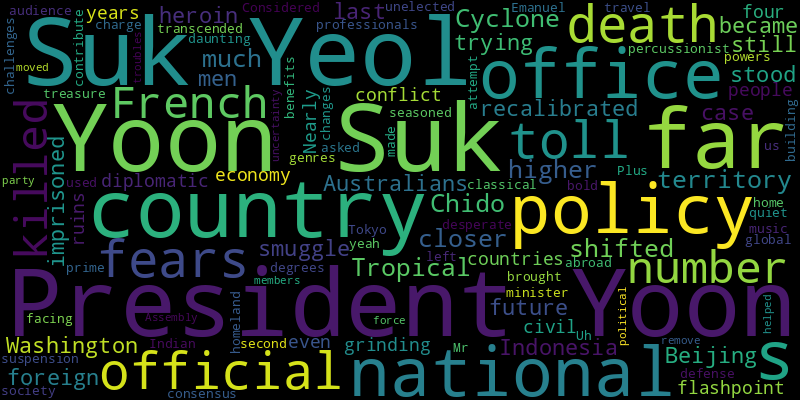 audience years heroin last unelected Considered Emanuel travel
challenges contribute Suk Yeol charge transcended professionals Cyclone death four became
troubles daunting much men trying percussionist still powers
moved treasure benefits office attempt stood people
Yoon Suk French Nearly changes conflict seasoned recalibrated far case building
killed imprisoned uncertainty genres asked made toll us
party used ruins diplomatic economy Australians classical higher bold Plus territory
country Chido policy home quiet
Tokyo desperate music global
fears smuggle yeah closer shifted
prime degrees Tropical left countries abroad number
President Yoon members brought future minister
facing Assembly homeland force civil political helped
Washington Indian second even grinding Mr Uh Indonesia remove Beijing s
suspension official national defense
foreign society consensus flashpoint